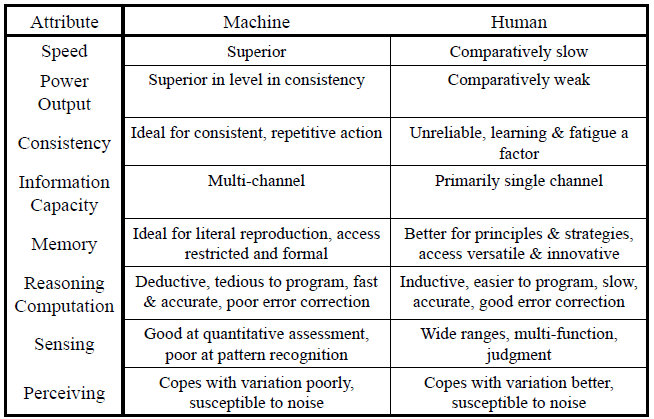 Attribute Machine Human
Speed Superior Comparatively slow
Power Superior in level in consistency Comparatively weak
Output
Consistency Ideal for consistent, repetitive action Unreliable, learning & fatigue a
factor
Information Multi-channel Primarily single channel
Capacity
Memory Ideal for literal reproduction, access Better for principles & strategies,
restricted and formal access versatile & innovative
Reasoning Deductive, tedious to program, fast Inductive, easier to program, slow,
Computation & accurate, poor error correction accurate, good error correction
Sensing Good at quantitative assessment, Wide ranges, multi-function,
poor at pattern recognition judgment
Perceiving Copes with variation poorly, Copes with variation better,
susceptible to noise susceptible to noise